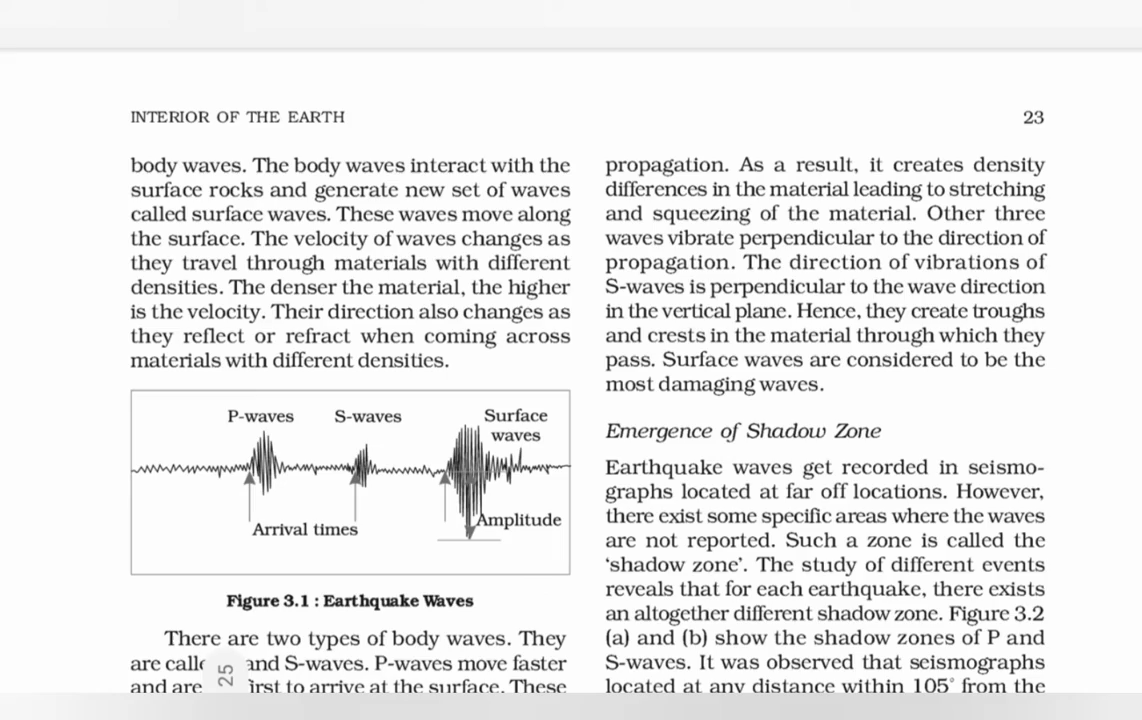 INTERIOR OF THE EARTH
23
body waves. The body waves interact with the
surface rocks and generate new set of waves
called surface waves. These waves move along
the surface. The velocity of waves changes as
they travel through materials with different
densities. The denser the material, the higher
is the velocity. Their direction also changes as
they reflect or refract when coming across
materials with different densities.
P-waves
S-waves
Surface
waves
Arrival times
Amplitude
Figure 3.1 : Earthquake Waves
There are two types of body waves. They
are and S-waves. P-waves move faster
and are to arrive at the surface. These
25
propagation. As a result, it creates density
differences in the material leading to stretching
and squeezing of the material. Other three
waves vibrate perpendicular to the direction of
propagation. The direction of vibrations of
S-waves is perpendicular to the wave direction
in the vertical plane. Hence, they create troughs
and crests in the material through which they
pass. Surface waves are considered to be the
most damaging waves.
Emergence of Shadow Zone
Earthquake waves get recorded in seismo-
graphs located at far off locations. However,
there exist some specific areas where the waves
are not reported. Such a zone is called the
‘shadow zone’. The study of different events
reveals that for each earthquake, there exists
an altogether different shadow zone. Figure 3.2
(a) and (b) show the shadow zones of P and
S-waves. It was observed that seismographs
located at any distance within 105° from the